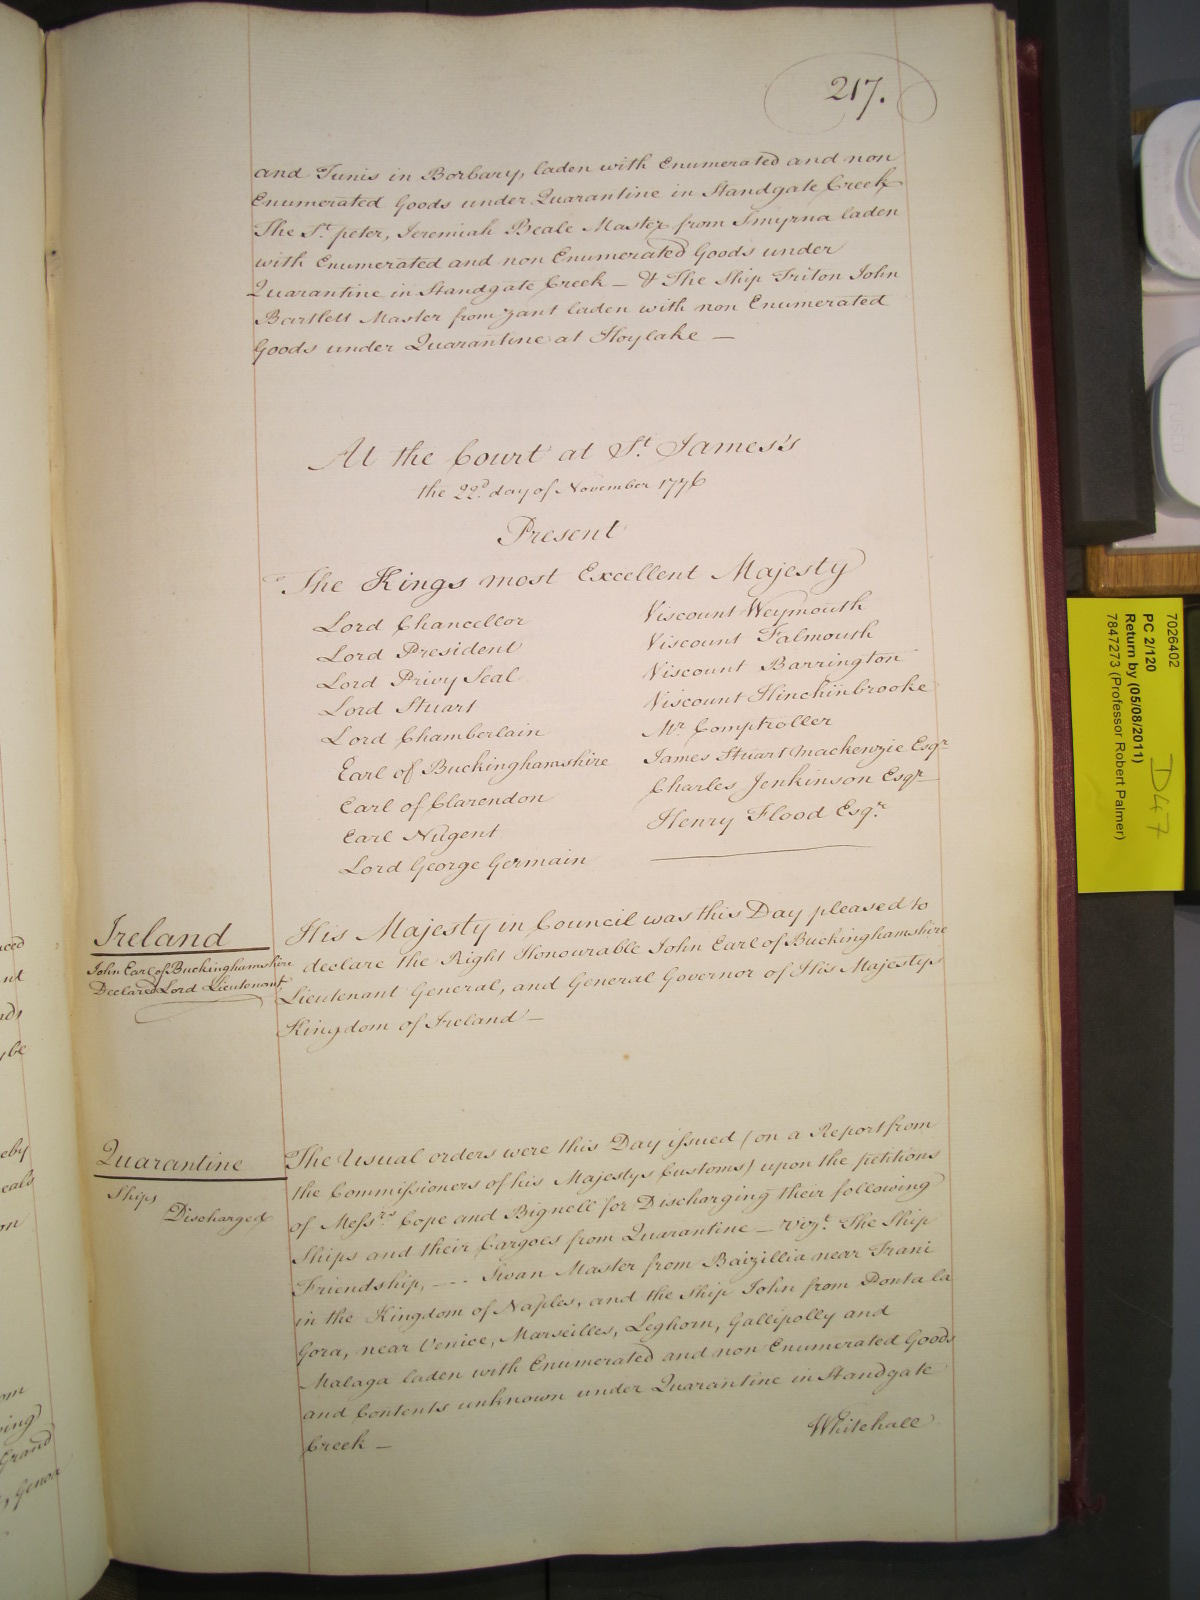 217.
and Tunis in Borbary, laden with Enumerated and non
Enumerated Goods under Quarantine in Standgate Creek
The St. peter, Jeremiah Beale Master from Smyrna laden
with Enumerated and non Enumerated Goods under
Quarantine in Standgate Creek — & The Ship Triton John
Bartlett Master from Zant laden with non Enumerated
Goods under Quarantine at Hoylake —
At the Court at St. James's
the 22d. day of November 1776
Present
The Kings most Excellent Majesty
Lord Chancellor
Lord President
Lord Privy Seal
Lord Stuart
Lord Chamberlain
Earl of Buckinghamshire
Earl of Clarendon
Earl Nugent
Lord George Germain
Viscount Weymouth
Viscount Falmouth
Viscount Barrington
Viscount Hinchinbrooke
Mr. Comptroller
James Stuart Mackenzie Esqr.
Charles Jenkinson Esqr.
Henry Flood Esqr.
Ireland
John Earl of Buckinghamshire
Declared Lord Lieutenant
His Majesty in Council was this Day pleased to
declare the Right Honourable John Earl of Buckinghamshire
Lieutenant General, and General Governor of His Majestys
Kingdom of Ireland —
Quarantine
Ships
Discharged
The Usual orders were this Day issued (on a Report from
the Commissioners of his Majestys Customs) upon the petitions
of Messrs. Cope and Bignell for Discharging their following
Ships and their Cargoes from Quarantine — vizt. The Ship
Friendship, --- Swan Master from Baizillia near Trani
in the Kingdom of Naples, and the Ship John from Ponta la
Gora, near Venice, Marseilles, Leghorn, Gallipolly and
Malaga laden with Enumerated and non Enumerated Goods
and Contents unknown under Quarantine in Standgate
Creek —
Whitehall
7026402
PC 2/120
Return by (05/08/2011)
7847273 (Professor Robert Palmer)
D47